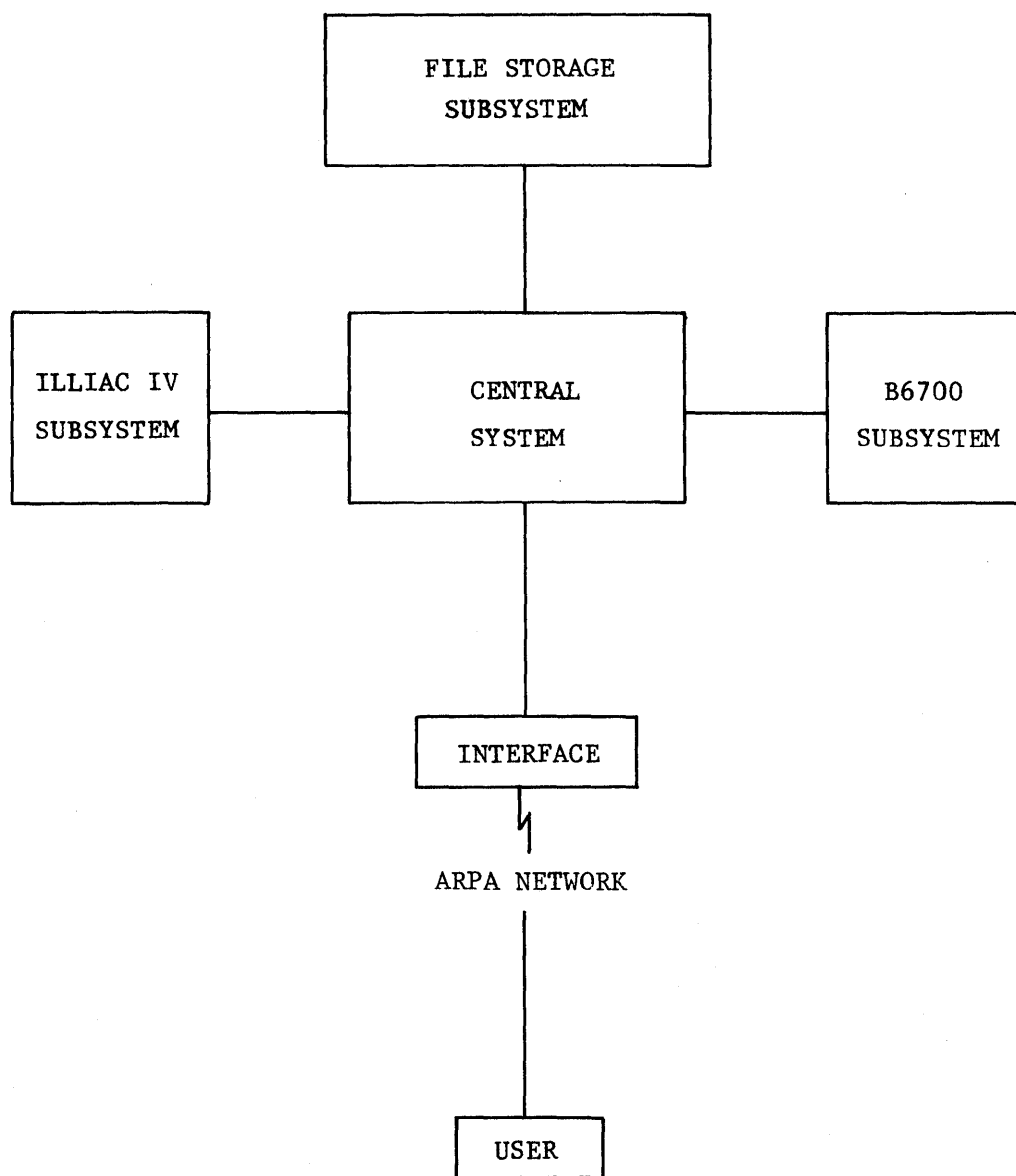 FILE STORAGE
SUBSYSTEM
ILLIAC IV
SUBSYSTEM
CENTRAL
SYSTEM
B6700
SUBSYSTEM
INTERFACE
ARPA NETWORK
USER